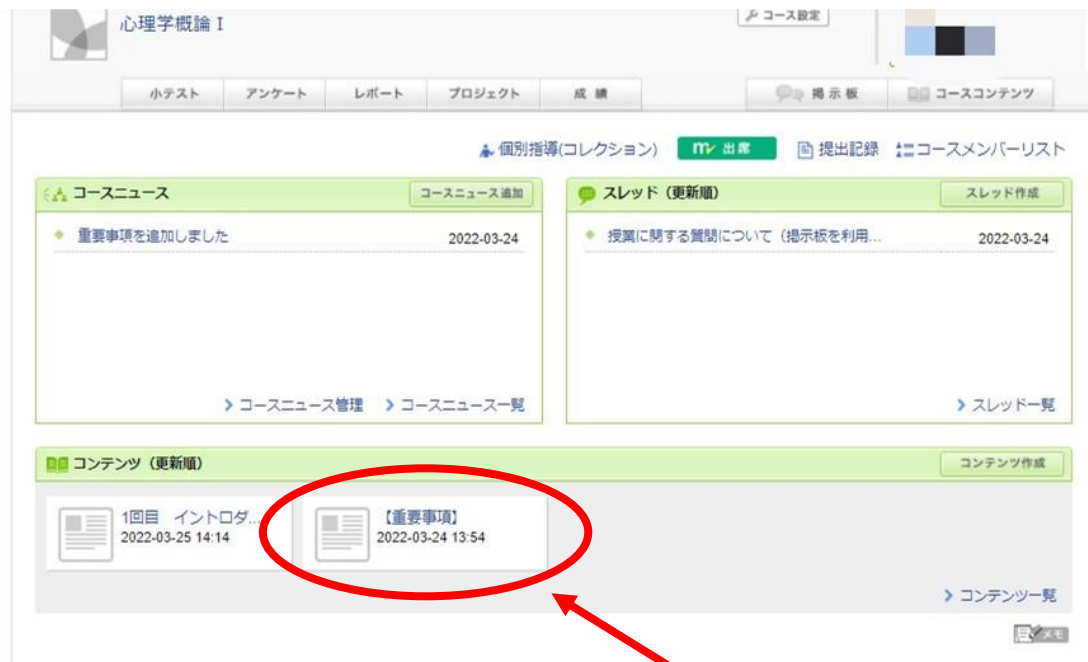 心理学概論 I
コース設定
小テスト アンケート レポート プロジェクト 成績 掲示板 コースコンテンツ
個別指導(コレクション) 出席 提出記録 コースメンバーリスト
コースニュース コースニュース追加
重要事項を追加しました 2022-03-24
コースニュース管理 コースニュース一覧
スレッド（更新順） スレッド作成
授業に関する質問について（掲示板を利用... 2022-03-24
スレッド一覧
コンテンツ（更新順） コンテンツ作成
1回目 イントロダ...
2022-03-25 14:14
【重要事項】
2022-03-24 13:54
コンテンツ一覧
メモ